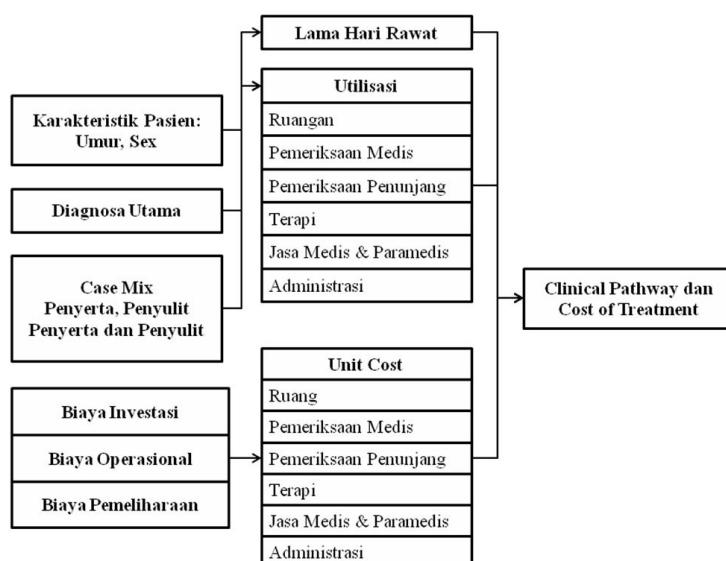 Lama Hari Rawat
Utilisasi
Ruangan
Pemeriksaan Medis
Pemeriksaan Penunjang
Terapi
Jasa Medis & Paramedis
Administrasi
Karakteristik Pasien:
Umur, Sex
Diagnosa Utama
Case Mix
Penyerta, Penyulit
Penyerta dan Penyulit
Biaya Investasi
Biaya Operasional
Biaya Pemeliharaan
Unit Cost
Ruang
Pemeriksaan Medis
Pemeriksaan Penunjang
Terapi
Jasa Medis & Paramedis
Administrasi
Clinical Pathway dan
Cost of Treatment